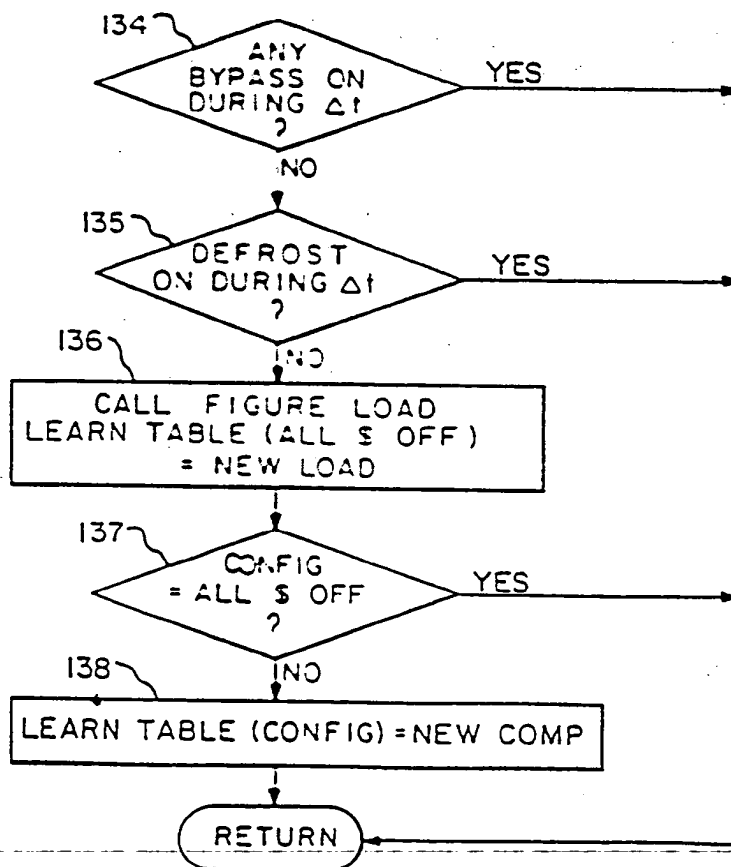 134
ANY
BYPASS ON
DURING Δt
?
YES
NO
135
DEFROST
ON DURING Δt
?
YES
NO
136
CALL FIGURE LOAD
LEARN TABLE (ALL $ OFF)
= NEW LOAD
137
CONFIG
= ALL $ OFF
?
YES
NO
138
LEARN TABLE (CONFIG) = NEW COMP
RETURN